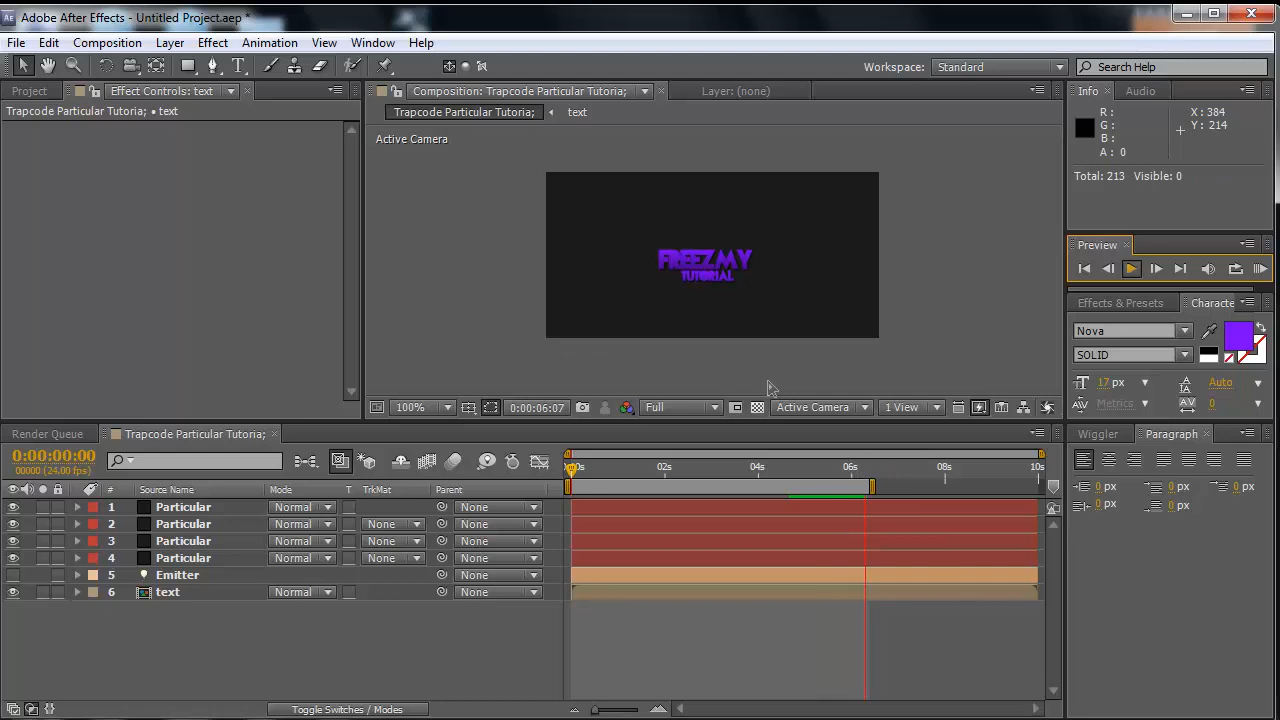 Adobe After Effects - Untitled Project.aep *
File Edit Composition Layer Effect Animation View Window Help
Workspace: Standard Search Help
Project Effect Controls: text
Trapcode Particular Tutoria; • text
Composition: Trapcode Particular Tutoria; Layer: (none)
Trapcode Particular Tutoria; text
Active Camera
FREEZMY
TUTORIAL
100% 0:00:06:07 Full Active Camera 1 View
Info Audio
R : X : 384
G : Y : 214
B :
A : 0
Total: 213 Visible: 0
Preview
Effects & Presets Characte
Nova
SOLID
17 px Auto
Metrics 0
Render Queue Trapcode Particular Tutoria;
0:00:00:00
00000 (24.00 fps)
# Source Name Mode T TrkMat Parent
02s 04s 06s 08s 10s
1 Particular Normal None
2 Particular Normal None None
3 Particular Normal None None
4 Particular Normal None None
5 Emitter None
6 text Normal None
Toggle Switches / Modes
Wiggler Paragraph
0 px 0 px 0 px
0 px 0 px